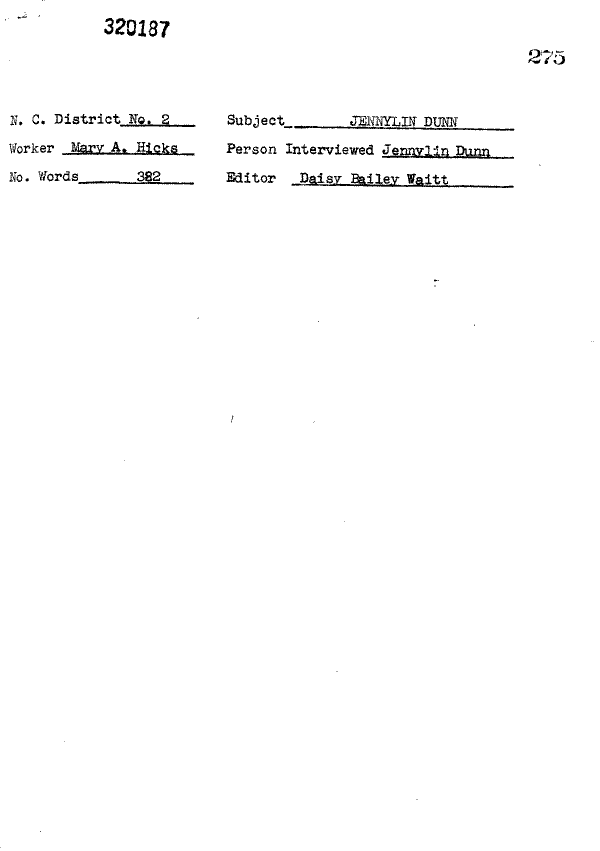 320187
275
N. C. District No. 2 Subject JENNYLIN DUNN
Worker Mary A. Hicks Person Interviewed Jennylin Dunn
No. Words 382 Editor Daisy Bailey Waitt